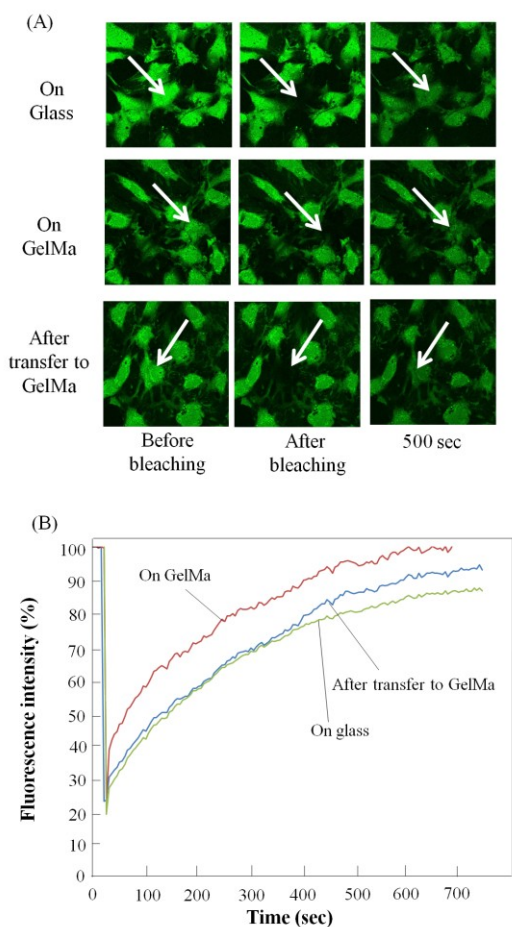 (A)
On
Glass
On
GelMa
After
transfer to
GelMa
Before
bleaching
After
bleaching
500 sec
(B)
Fluorescence intensity (%)
100
90
80
70
60
50
40
30
20
10
0
On GelMa
After transfer to GelMa
On glass
0 100 200 300 400 500 600 700
Time (sec)